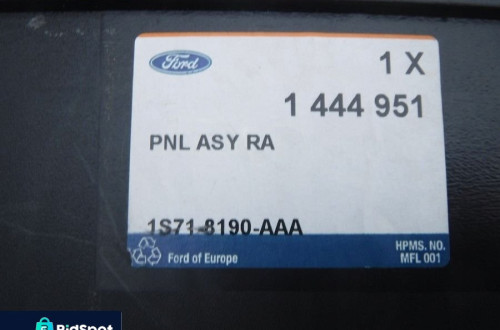 Ford
1 X
1 444 951
PNL ASY RA
1S71-8190-AAA
Ford of Europe
HPMS. NO.
MFL 001
BidSpot